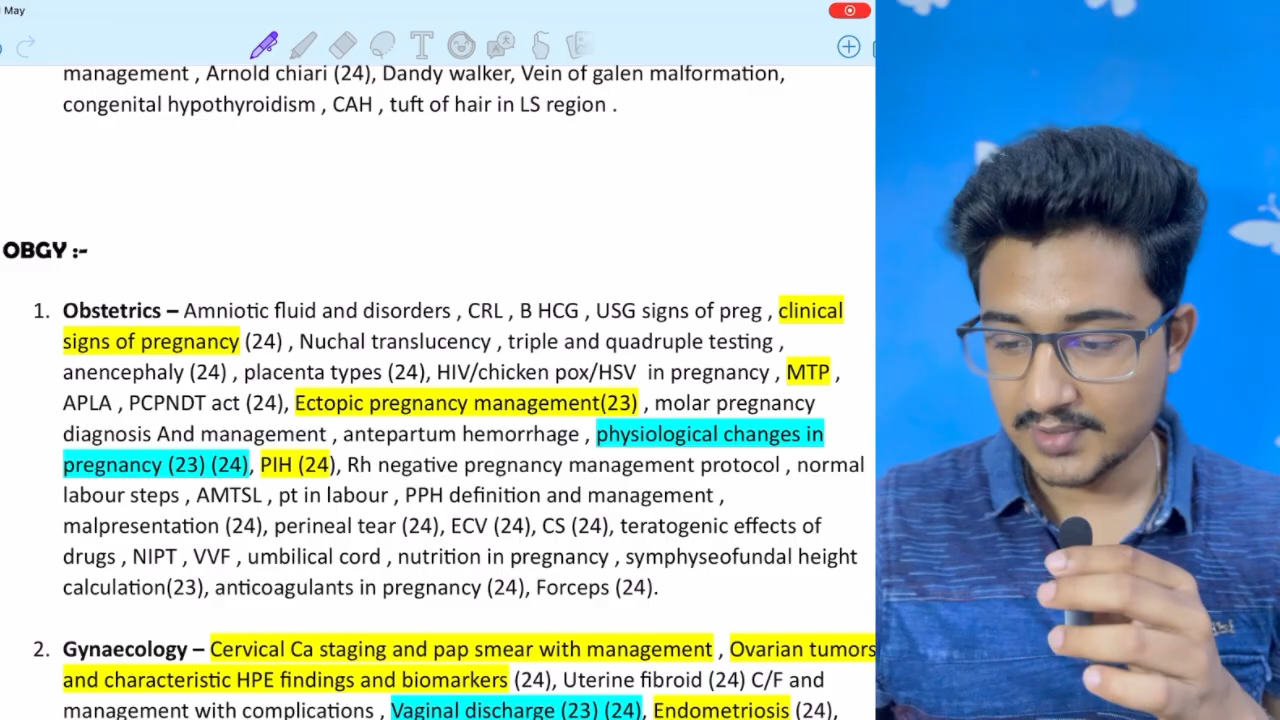 May
management , Arnold chiari (24), Dandy walker, Vein of galen malformation,
congenital hypothyroidism , CAH , tuft of hair in LS region .
OBGY :-
1. Obstetrics – Amniotic fluid and disorders , CRL , B HCG , USG signs of preg , clinical
signs of pregnancy (24) , Nuchal translucency , triple and quadruple testing ,
anencephaly (24) , placenta types (24), HIV/chicken pox/HSV in pregnancy , MTP ,
APLA , PCPNDT act (24), Ectopic pregnancy management(23) , molar pregnancy
diagnosis And management , antepartum hemorrhage , physiological changes in
pregnancy (23) (24), PIH (24), Rh negative pregnancy management protocol , normal
labour steps , AMTSL , pt in labour , PPH definition and management ,
malpresentation (24), perineal tear (24), ECV (24), CS (24), teratogenic effects of
drugs , NIPT , VVF , umbilical cord , nutrition in pregnancy , symphyseofundal height
calculation(23), anticoagulants in pregnancy (24), Forceps (24).
2. Gynaecology – Cervical Ca staging and pap smear with management , Ovarian tumors
and characteristic HPE findings and biomarkers (24), Uterine fibroid (24) C/F and
management with complications , Vaginal discharge (23) (24), Endometriosis (24),